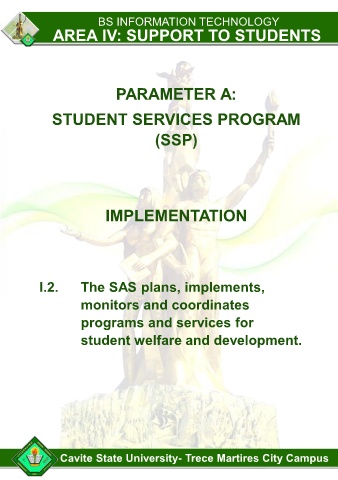 BS INFORMATION TECHNOLOGY
AREA IV: SUPPORT TO STUDENTS
PARAMETER A:
STUDENT SERVICES PROGRAM
(SSP)
IMPLEMENTATION
I.2. The SAS plans, implements,
monitors and coordinates
programs and services for
student welfare and development.
Cavite State University- Trece Martires City Campus